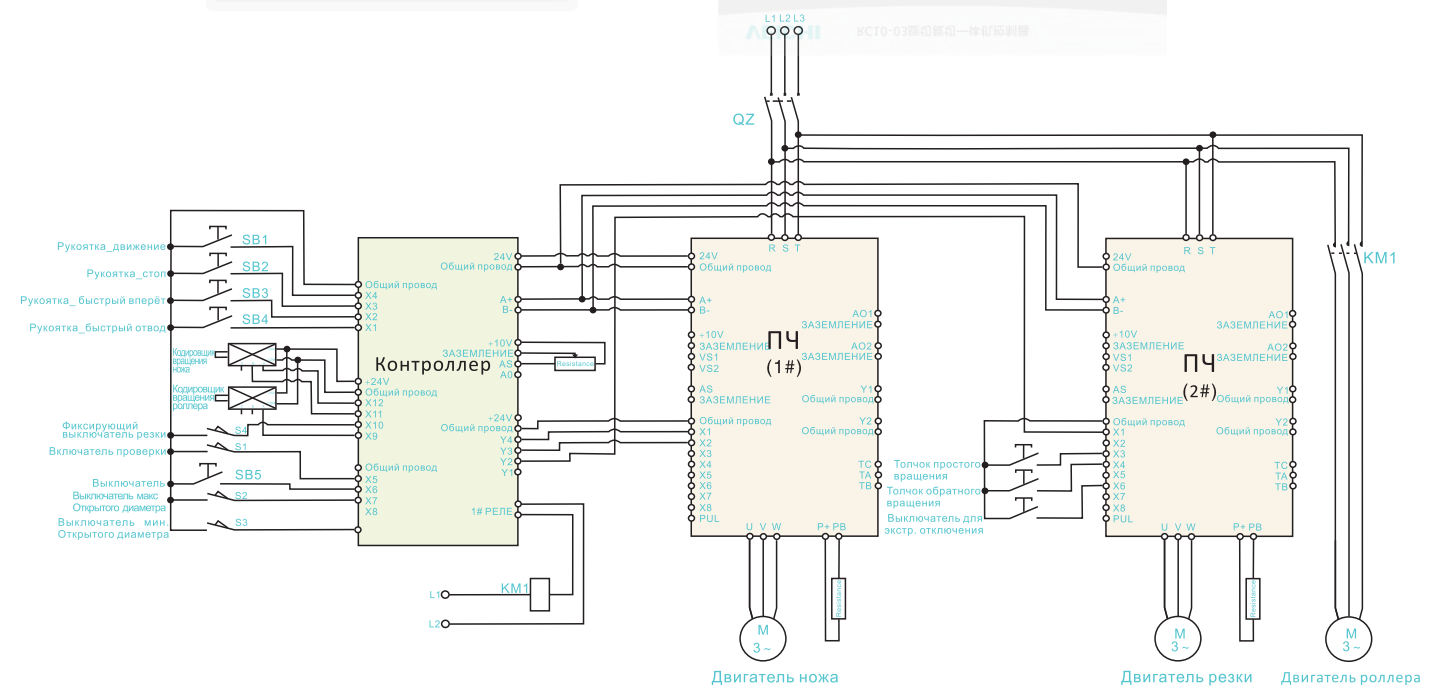 L1 L2 L3
QZ
Рукоятка_движение
SB1
Рукоятка_стоп
SB2
Рукоятка_ быстрый вперёт
SB3
Рукоятка_быстрый отвод
SB4
Кодировщик
вращения
ножа
Кодировщик
вращения
роллера
Фиксирующий
выключатель резки
S4
Включатель проверки
S1
Выключатель
SB5
Выключатель макс
Открытого диаметра
S2
Выключатель мин.
Открытого диаметра
S3
Контроллер
Общий провод
X4
X3
X2
X1
+24V
Общий провод
X12
X11
X10
X9
Общий провод
X5
X6
X7
X8
24V
Общий провод
A+
B-
+10V
ЗАЗЕМЛЕНИЕ
AS
A0
+24V
Общий провод
Y4
Y3
Y2
Y1
1# РЕЛЕ
Resistance
KM1
L1
L2
R S T
24V
Общий провод
A+
B-
+10V
ЗАЗЕМЛЕНИЕ
VS1
VS2
AS
ЗАЗЕМЛЕНИЕ
Общий провод
X1
X2
X3
X4
X5
X6
X7
X8
PUL
ПЧ
(1#)
AO1
ЗАЗЕМЛЕНИЕ
AO2
ЗАЗЕМЛЕНИЕ
Y1
Общий провод
Y2
Общий провод
TC
TA
TB
U V W
P+ PB
Resistance
M
3 ~
Двигатель ножа
Толчок простого
вращения
Толчок обратного
вращения
Выключатель для
экстр. отключения
R S T
24V
Общий провод
A+
B-
+10V
ЗАЗЕМЛЕНИЕ
VS1
VS2
AS
ЗАЗЕМЛЕНИЕ
Общий провод
X1
X2
X3
X4
X5
X6
X7
X8
PUL
ПЧ
(2#)
AO1
ЗАЗЕМЛЕНИЕ
AO2
ЗАЗЕМЛЕНИЕ
Y1
Общий провод
Y2
Общий провод
TC
TA
TB
U V W
P+ PB
Resistance
M
3 ~
Двигатель резки
KM1
M
3 ~
Двигатель роллера